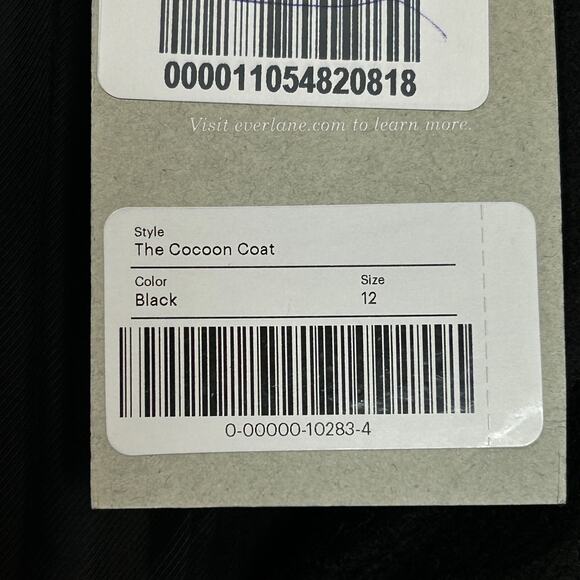 000011054820818
Visit everlane.com to learn more.
Style
The Cocoon Coat
Color Size
Black 12
0-00000-10283-4